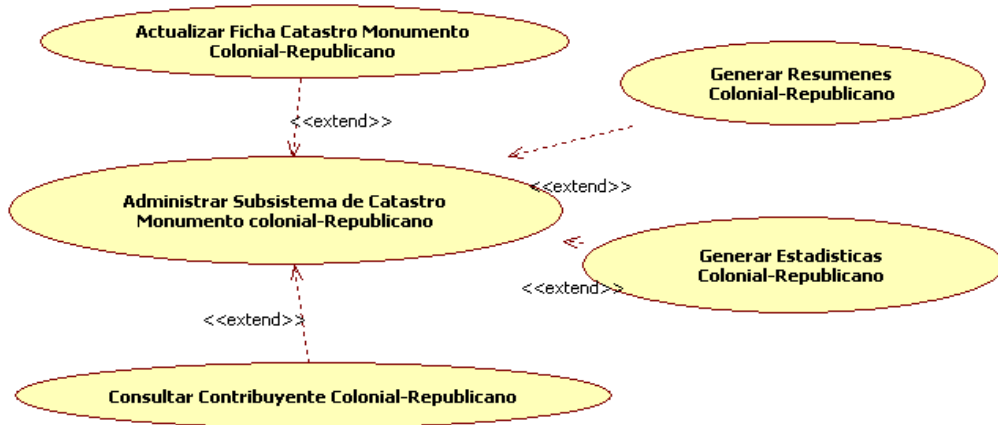 Actualizar Ficha Catastro Monumento
Colonial-Republicano
Generar Resumenes
Colonial-Republicano
<<extend>>
<<extend>>
Administrar Subsistema de Catastro
Monumento colonial-Republicano
Generar Estadisticas
Colonial-Republicano
<<extend>>
<<extend>>
Consultar Contribuyente Colonial-Republicano